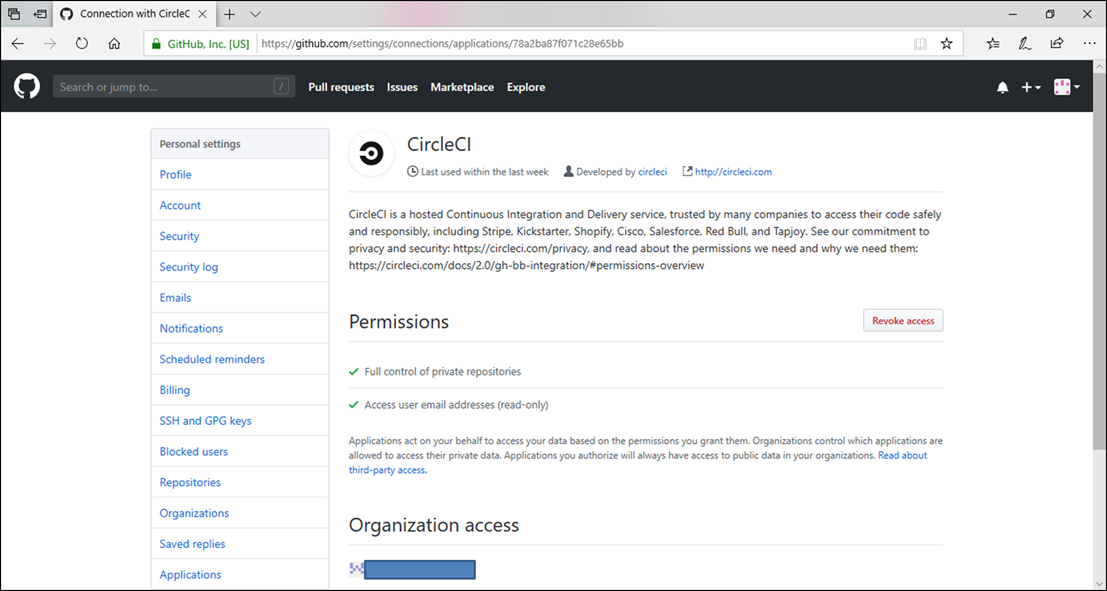 Connection with CircleC
GitHub, Inc. [US]
https://github.com/settings/connections/applications/78a2ba87f071c28e65bb
Search or jump to...
/
Pull requests
Issues
Marketplace
Explore
Personal settings
Profile
Account
Security
Security log
Emails
Notifications
Scheduled reminders
Billing
SSH and GPG keys
Blocked users
Repositories
Organizations
Saved replies
Applications
CircleCI
Last used within the last week
Developed by circleci
http://circleci.com
CircleCI is a hosted Continuous Integration and Delivery service, trusted by many companies to access their code safely
and responsibly, including Stripe, Kickstarter, Shopify, Cisco, Salesforce, Red Bull, and Tapjoy. See our commitment to
privacy and security: https://circleci.com/privacy, and read about the permissions we need and why we need them:
https://circleci.com/docs/2.0/gh-bb-integration/#permissions-overview
Permissions
Revoke access
Full control of private repositories
Access user email addresses (read-only)
Applications act on your behalf to access your data based on the permissions you grant them. Organizations control which applications are
allowed to access their private data. Applications you authorize will always have access to public data in your organizations. Read about
third-party access.
Organization access